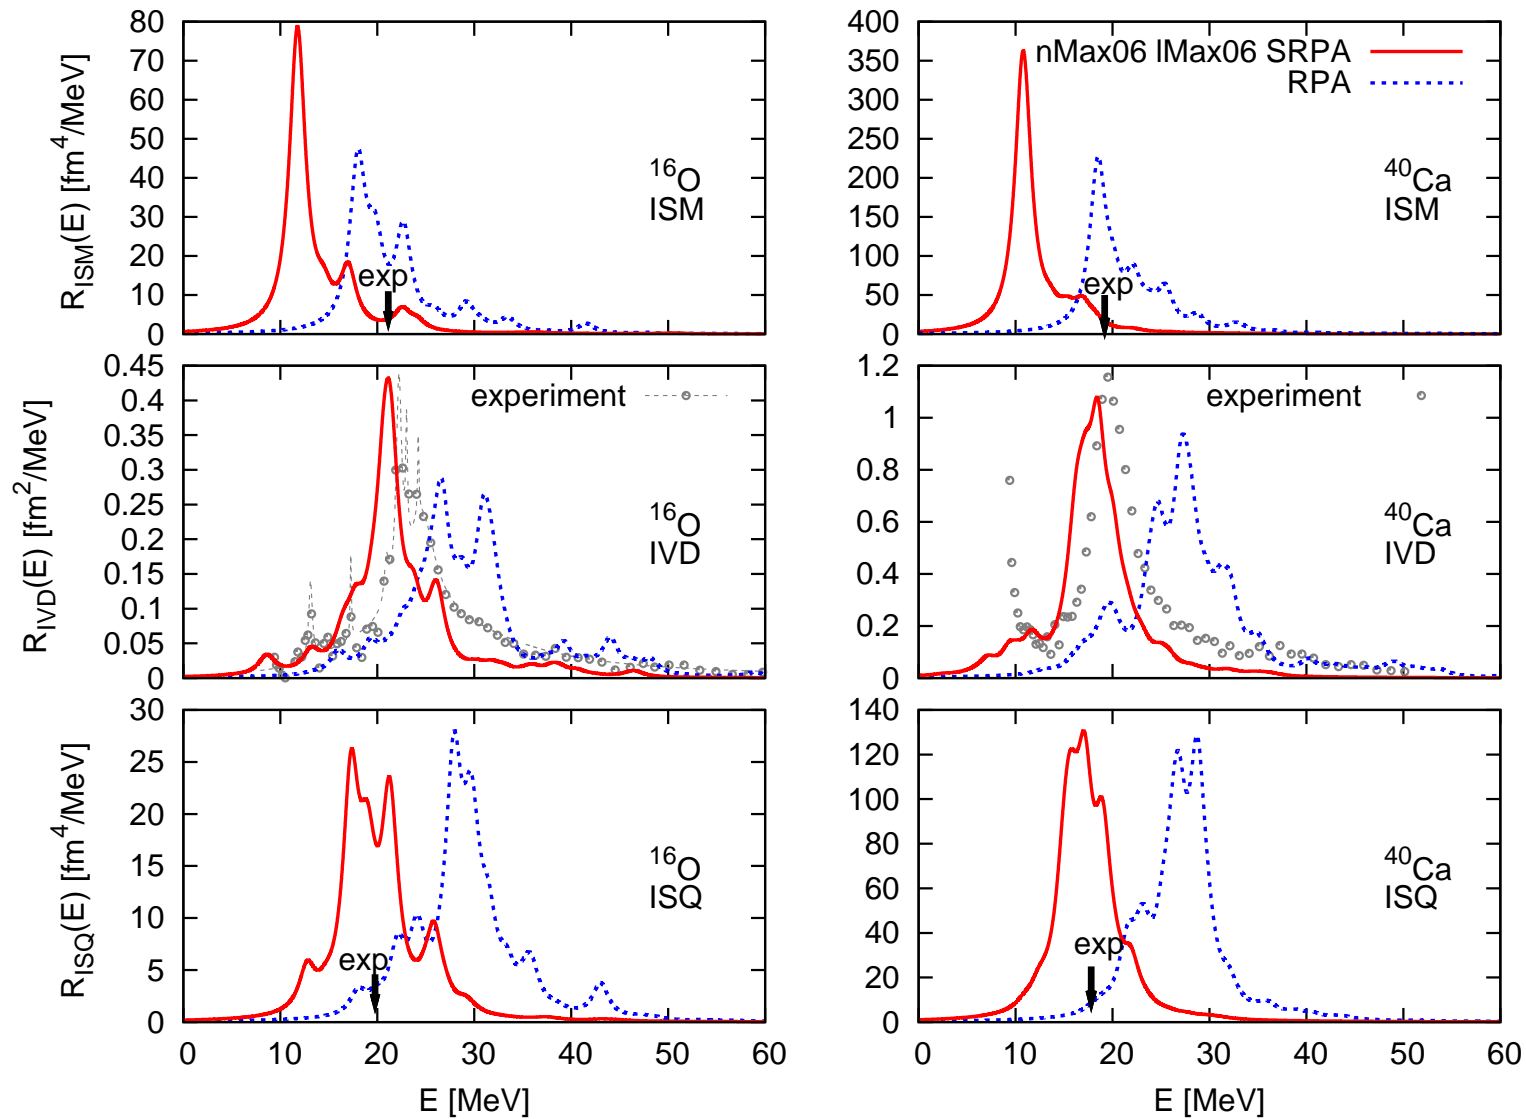 R_ISM(E) [fm^4/MeV]
80
70
60
50
40
30
20
10
0
16O
ISM
exp
400
350
300
250
200
150
100
50
0
nMax06 lMax06 SRPA
RPA
40Ca
ISM
exp
R_IVD(E) [fm^2/MeV]
0.45
0.4
0.35
0.3
0.25
0.2
0.15
0.1
0.05
0
experiment
16O
IVD
1.2
1
0.8
0.6
0.4
0.2
0
experiment
40Ca
IVD
R_ISQ(E) [fm^4/MeV]
30
25
20
15
10
5
0
16O
ISQ
exp
0 10 20 30 40 50 60
E [MeV]
140
120
100
80
60
40
20
0
40Ca
ISQ
exp
0 10 20 30 40 50 60
E [MeV]